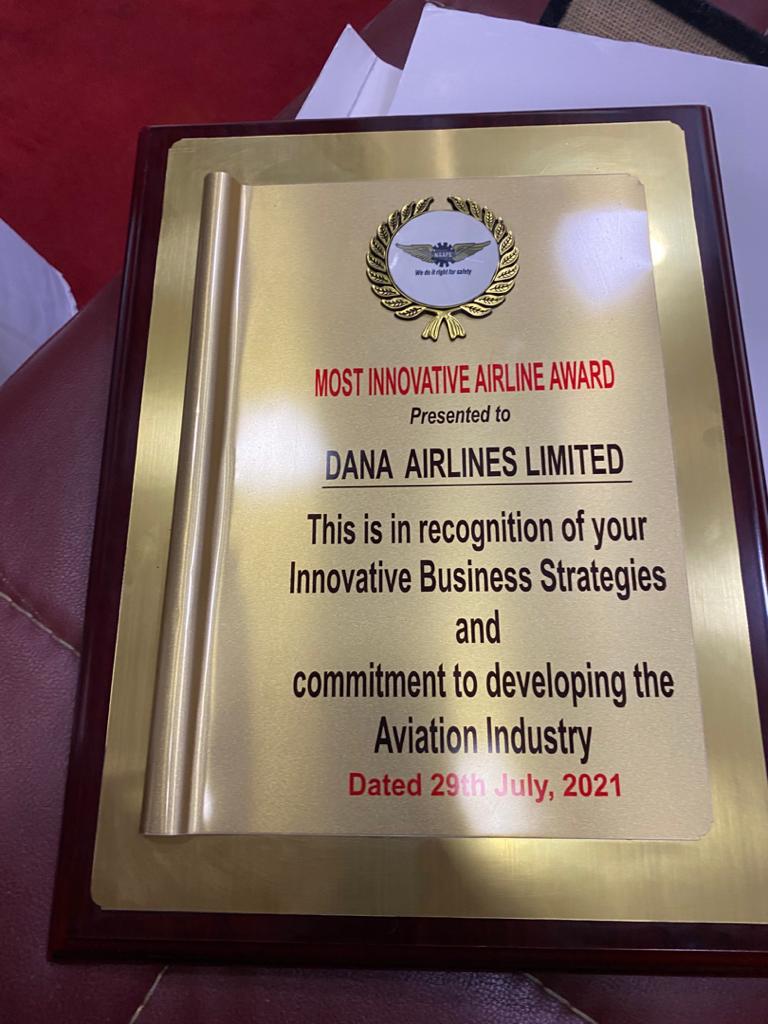 NAAPE
We do it right for safety
MOST INNOVATIVE AIRLINE AWARD
Presented to
DANA AIRLINES LIMITED
This is in recognition of your
Innovative Business Strategies
and
commitment to developing the
Aviation Industry
Dated 29th July, 2021